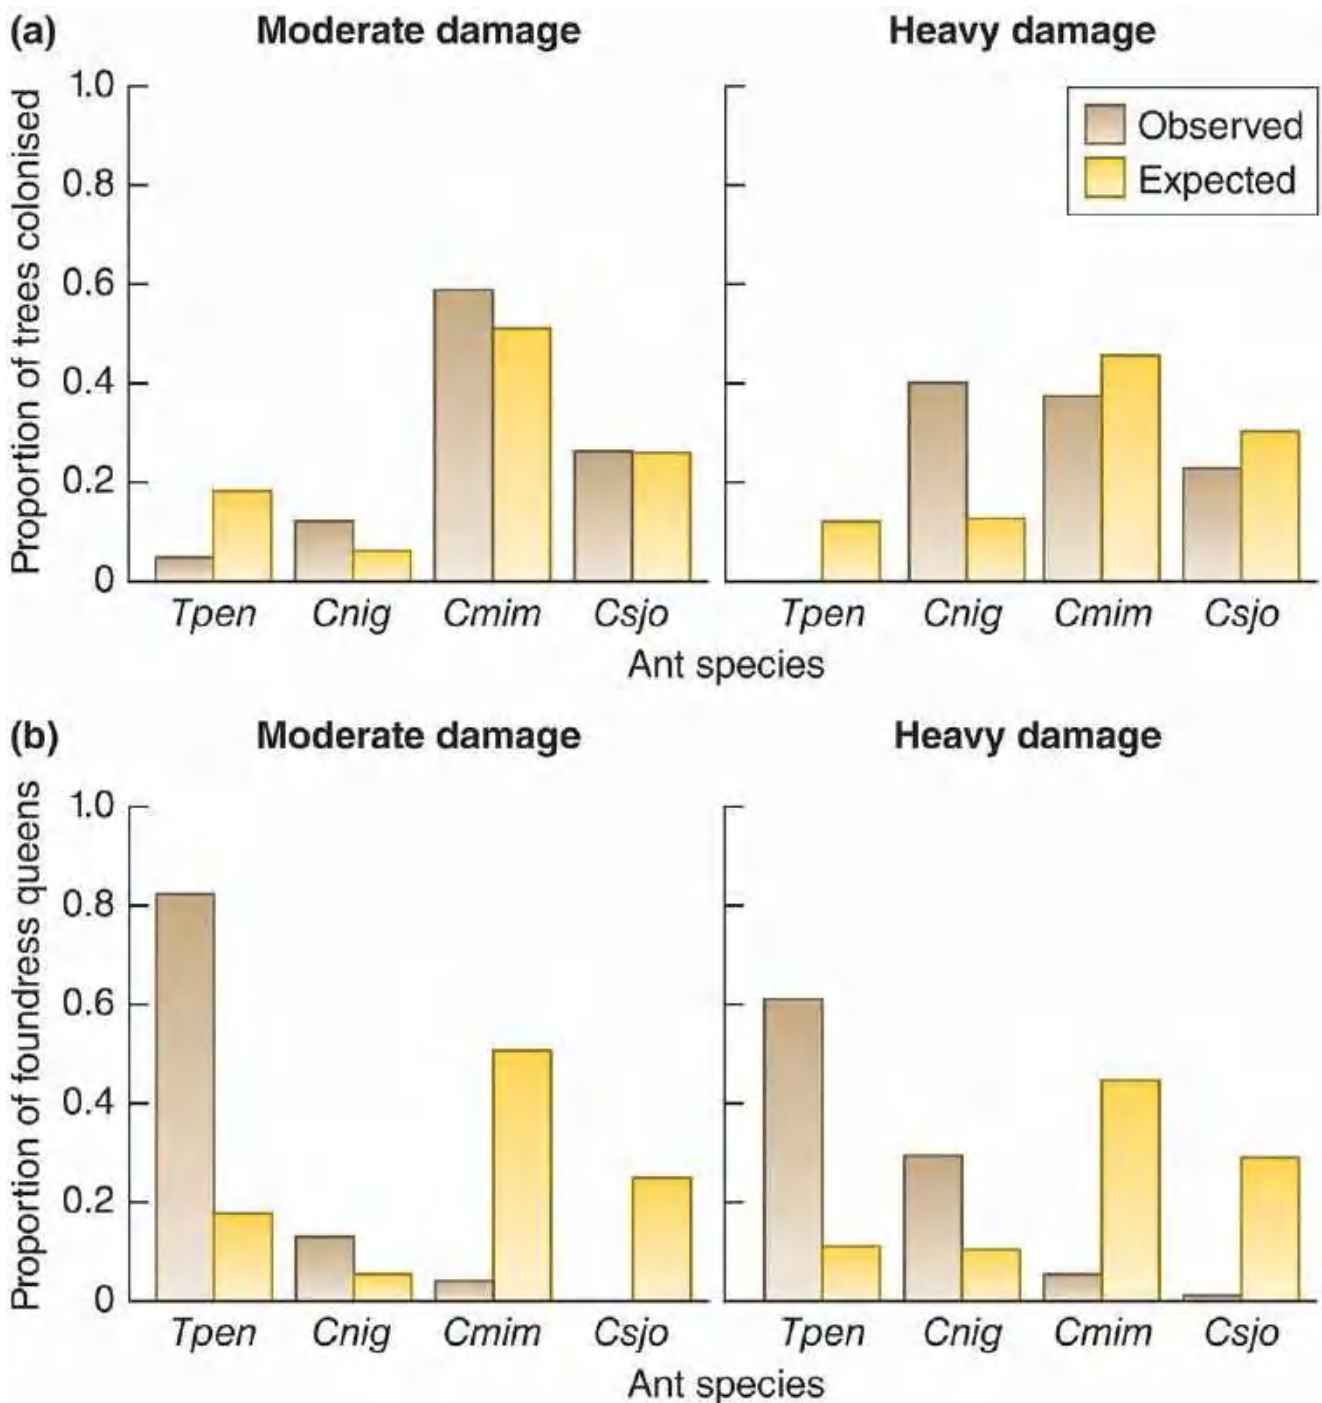 (a)
Moderate damage
Heavy damage
Proportion of trees colonised
1.0
0.8
0.6
0.4
0.2
0
Observed
Expected
Tpen Cnig Cmim Csjo
Tpen Cnig Cmim Csjo
Ant species
(b)
Moderate damage
Heavy damage
Proportion of foundress queens
1.0
0.8
0.6
0.4
0.2
0
Tpen Cnig Cmim Csjo
Tpen Cnig Cmim Csjo
Ant species